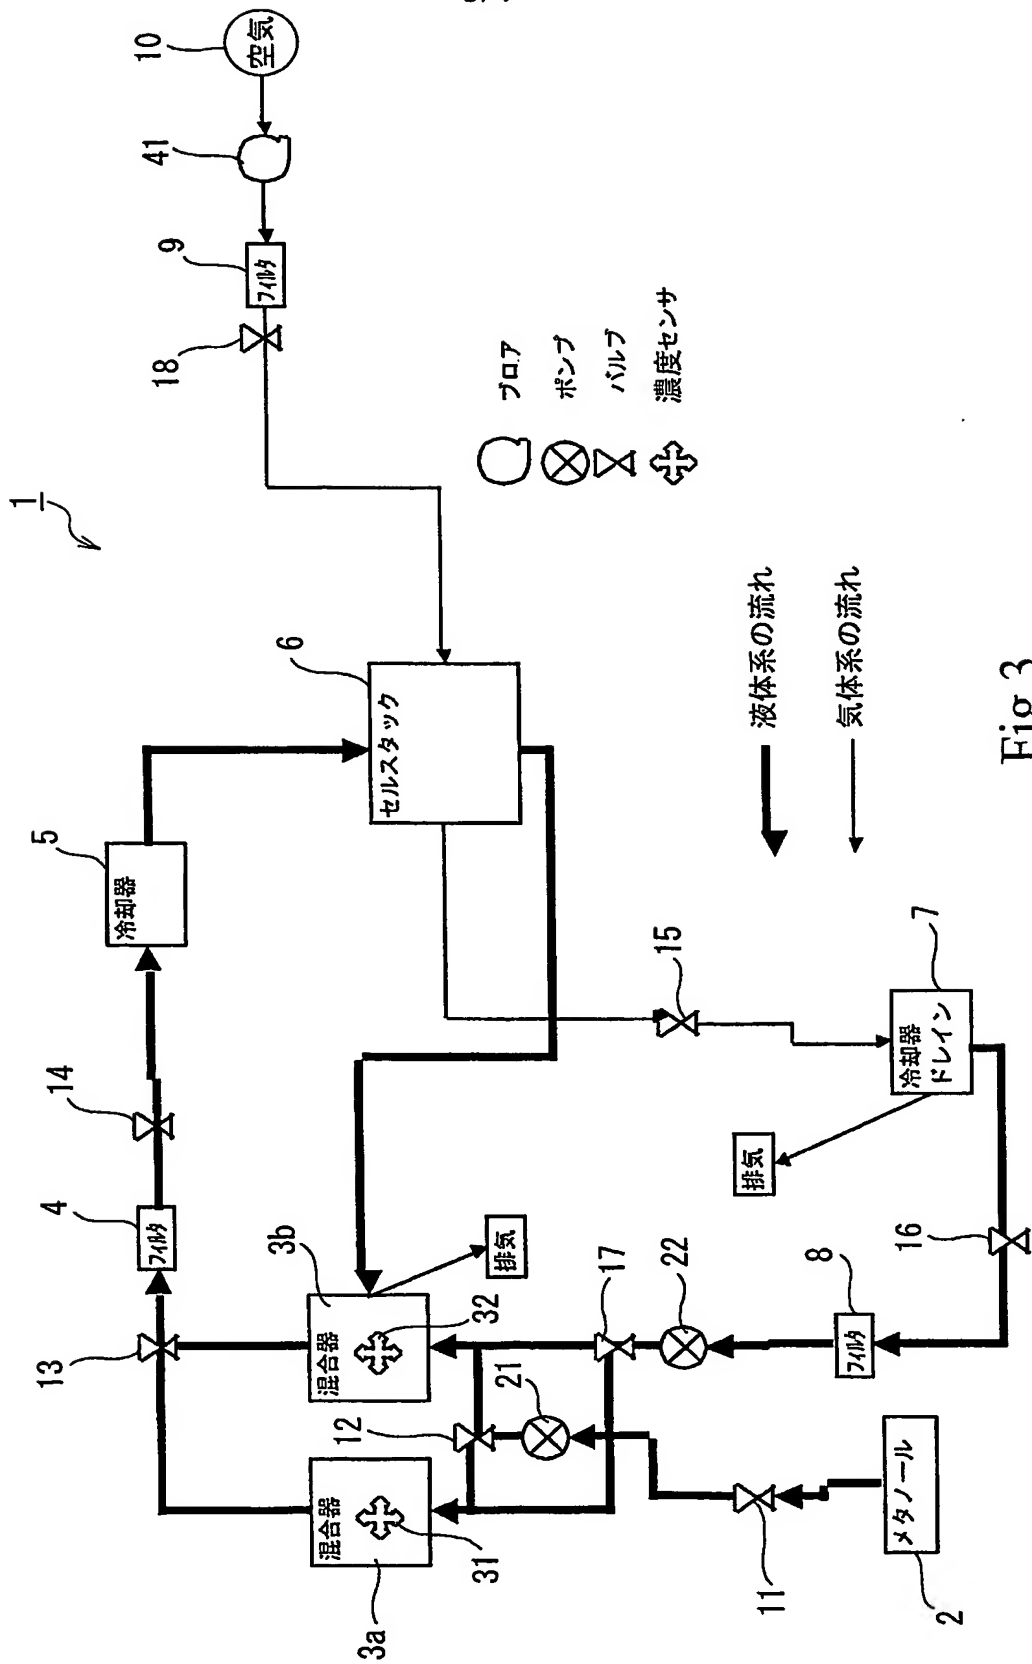 1
10
空気
41
9
フィルタ
18
ブロア
ポンプ
バルブ
濃度センサ
6
セルスタック
5
冷却器
14
4
フィルタ
13
3b
混合器
32
排気
3a
混合器
31
12
21
17
22
8
フィルタ
16
15
7
冷却器
ドレイン
排気
11
2
メタノール
液体系の流れ
気体系の流れ
Fig 3